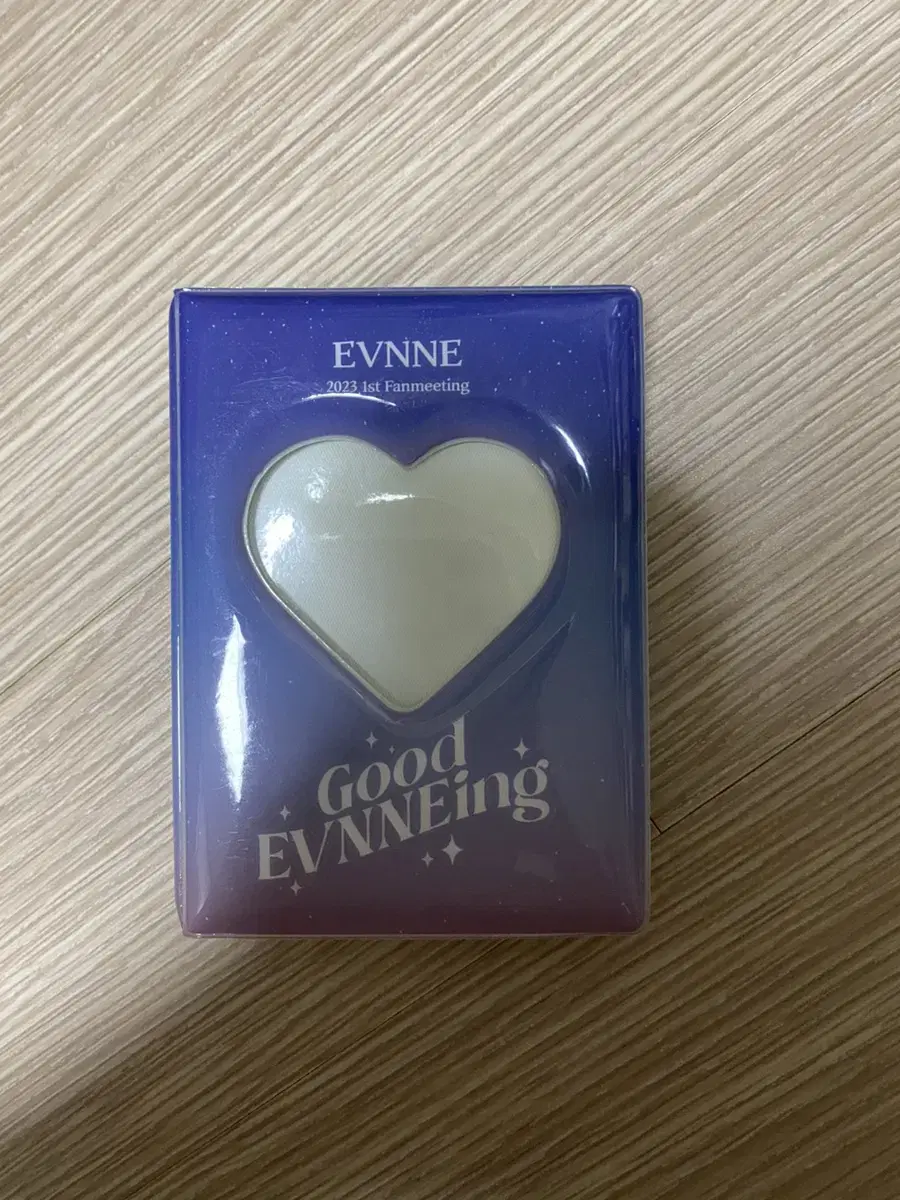 EVNNE
2023 1st Fanmeeting
Good
EVNNEing